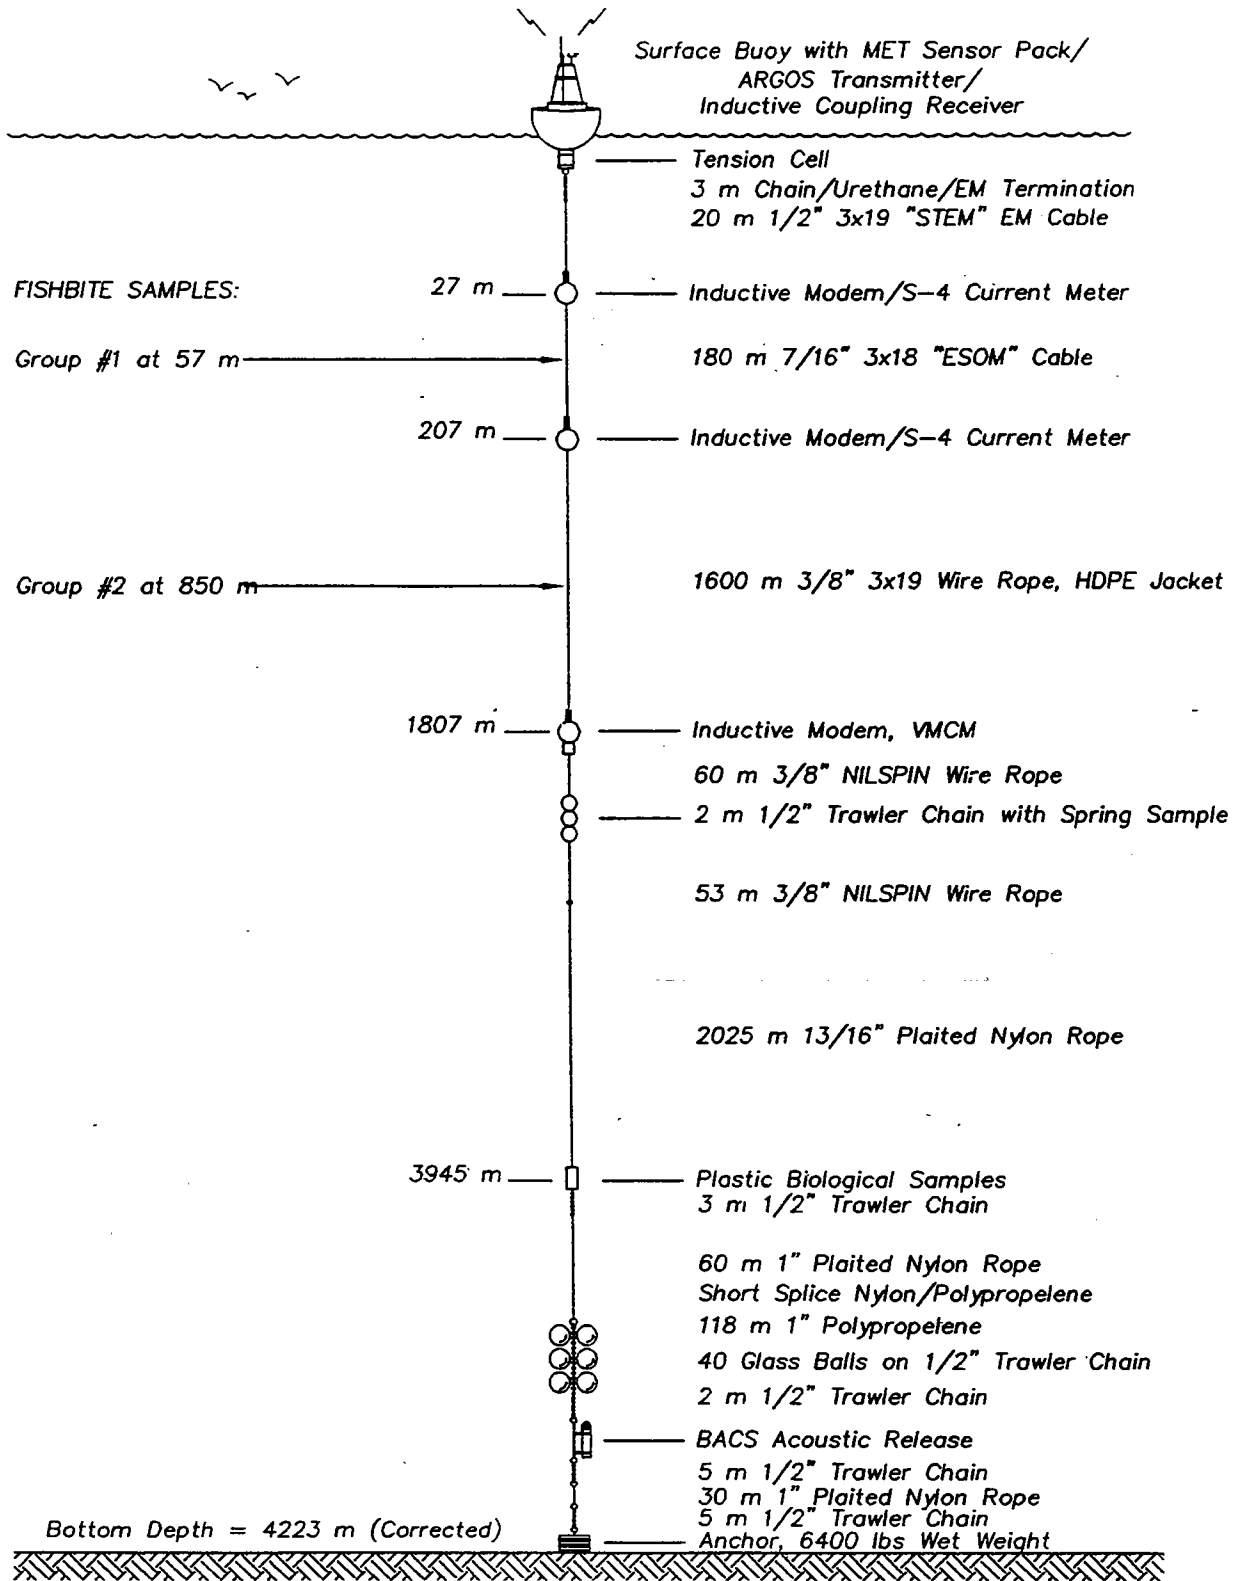 Surface Buoy with MET Sensor Pack/
ARGOS Transmitter/
Inductive Coupling Receiver
Tension Cell
3 m Chain/Urethane/EM Termination
20 m 1/2" 3x19 "STEM" EM Cable
FISHBITE SAMPLES:
27 m
Inductive Modem/S-4 Current Meter
Group #1 at 57 m
180 m 7/16" 3x18 "ESOM" Cable
207 m
Inductive Modem/S-4 Current Meter
Group #2 at 850 m
1600 m 3/8" 3x19 Wire Rope, HDPE Jacket
1807 m
Inductive Modem, VMCM
60 m 3/8" NILSPIN Wire Rope
2 m 1/2" Trawler Chain with Spring Sample
53 m 3/8" NILSPIN Wire Rope
2025 m 13/16" Plaited Nylon Rope
3945 m
Plastic Biological Samples
3 m 1/2" Trawler Chain
60 m 1" Plaited Nylon Rope
Short Splice Nylon/Polypropelene
118 m 1" Polypropelene
40 Glass Balls on 1/2" Trawler Chain
2 m 1/2" Trawler Chain
BACS Acoustic Release
5 m 1/2" Trawler Chain
30 m 1" Plaited Nylon Rope
5 m 1/2" Trawler Chain
Bottom Depth = 4223 m (Corrected)
Anchor, 6400 lbs Wet Weight